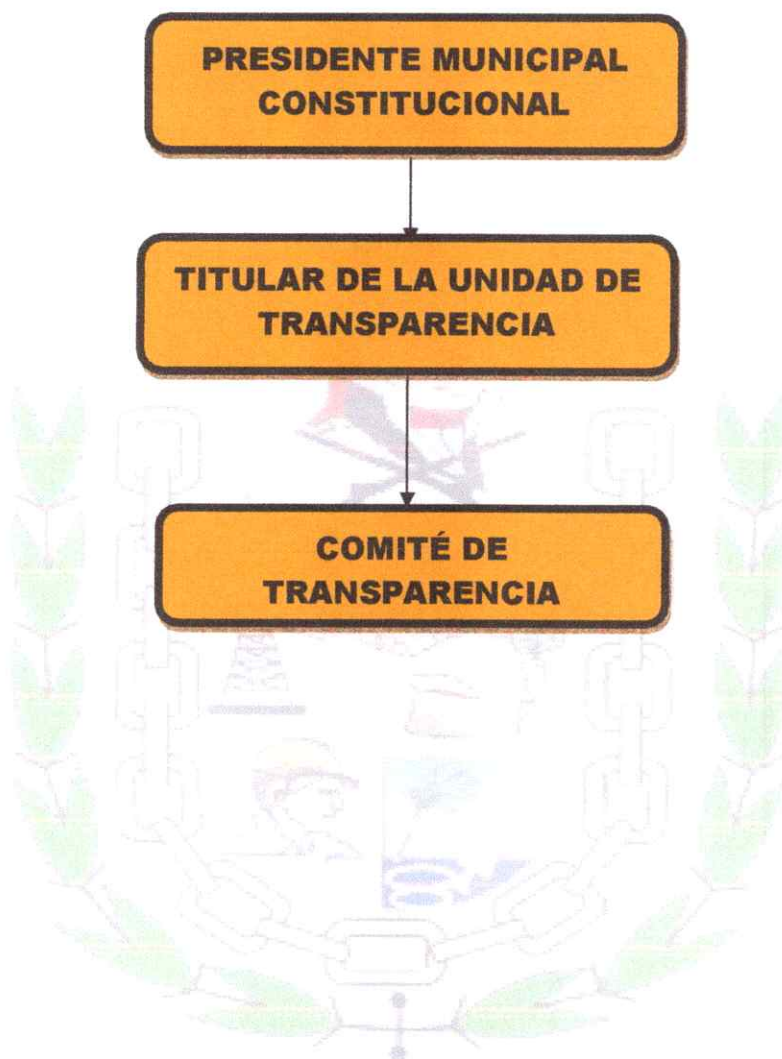 PRESIDENTE MUNICIPAL
CONSTITUCIONAL
TITULAR DE LA UNIDAD DE
TRANSPARENCIA
COMITÉ DE
TRANSPARENCIA